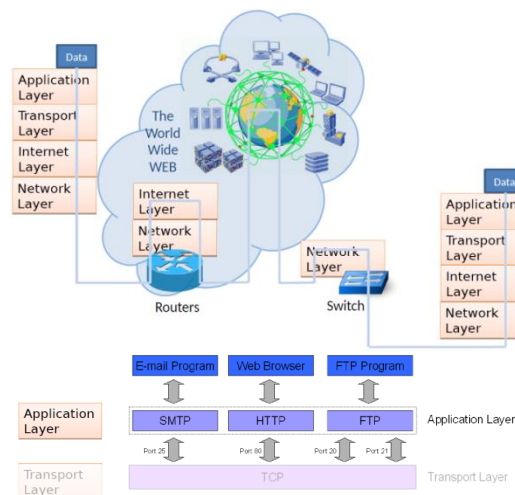 Data
Application
Layer
Transport
Layer
Internet
Layer
Network
Layer
The
World
Wide
WEB
Internet
Layer
Network
Layer
Routers
Network
Layer
Switch
Data
Application
Layer
Transport
Layer
Internet
Layer
Network
Layer
E-mail Program
Web Browser
FTP Program
Application
Layer
SMTP
HTTP
FTP
Application Layer
Port 25
Port 80
Port 20
Port 21
Transport
Layer
TCP
Transport Layer